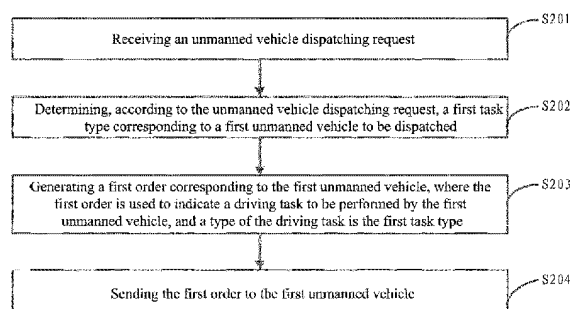 S201
Receiving an unmanned vehicle dispatching request
S202
Determining, according to the unmanned vehicle dispatching request, a first task
type corresponding to a first unmanned vehicle to be dispatched
S203
Generating a first order corresponding to the first unmanned vehicle, where the
first order is used to indicate a driving task to be performed by the first
unmanned vehicle, and a type of the driving task is the first task type
S204
Sending the first order to the first unmanned vehicle